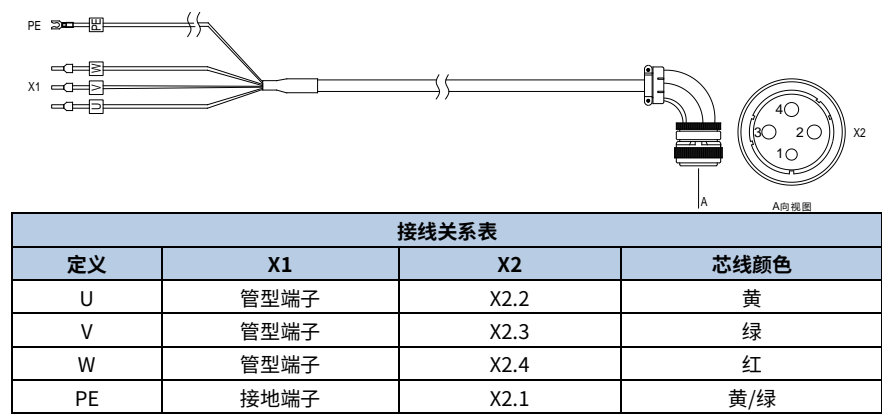 PE PE
W
X1 V
U
4
3 2 X2
1
A A向视图
接线关系表
定义 X1 X2 芯线颜色
U 管型端子 X2.2 黄
V 管型端子 X2.3 绿
W 管型端子 X2.4 红
PE 接地端子 X2.1 黄/绿